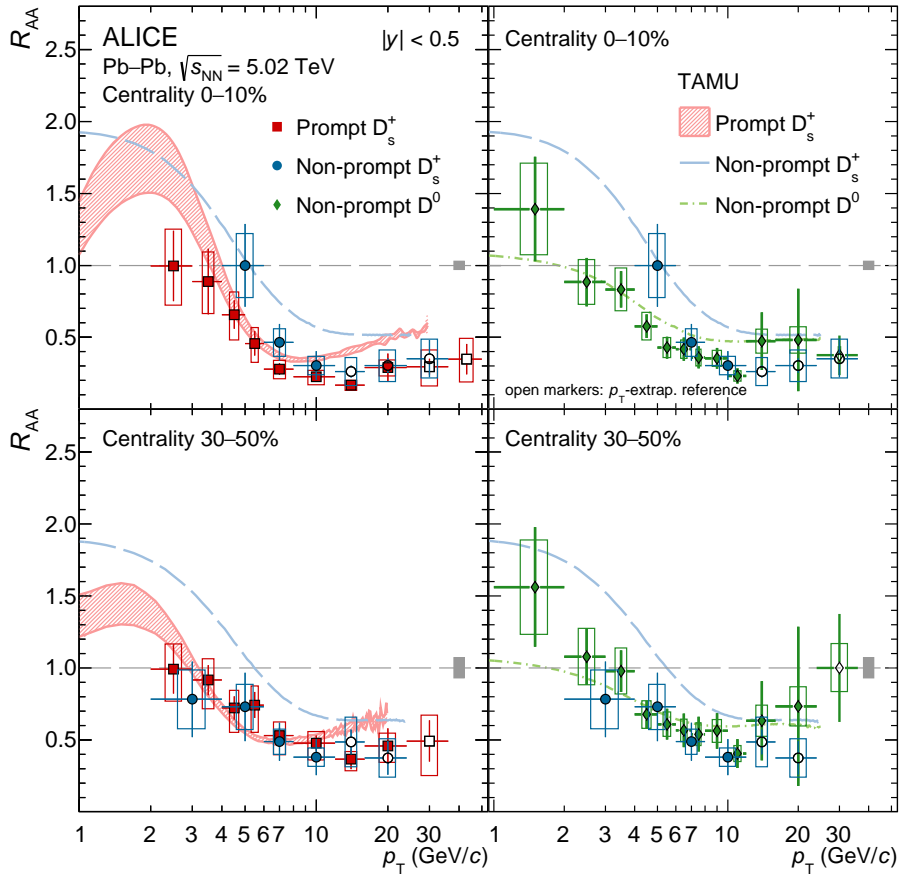 R_AA
2.5
2.0
1.5
1.0
0.5
ALICE
|y| < 0.5
Pb–Pb, √s_NN = 5.02 TeV
Centrality 0–10%
Prompt D_s^+
Non-prompt D_s^+
Non-prompt D^0
Centrality 0–10%
TAMU
Prompt D_s^+
Non-prompt D_s^+
Non-prompt D^0
open markers: p_T-extrap. reference
R_AA
2.5
2.0
1.5
1.0
0.5
Centrality 30–50%
Centrality 30–50%
1 2 3 4 5 6 7 10 20 30
1 2 3 4 5 6 7 10 20 30
p_T (GeV/c)
p_T (GeV/c)